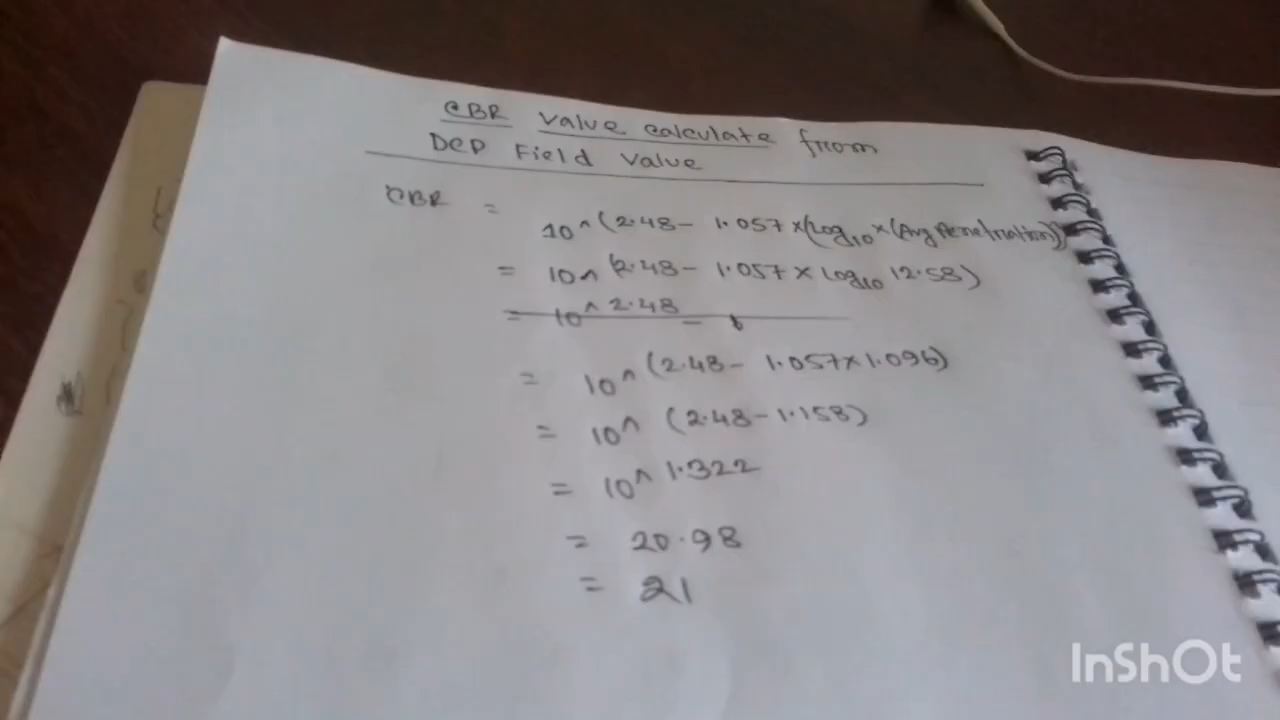 CBR value calculate from
DCP Field value
CBR =
10^(2.48- 1.057×(Log10×(Avg Penetration))
= 10^(2.48- 1.057×Log10 12.58)
= 10^2.48 -
= 10^(2.48- 1.057×1.096)
= 10^ (2.48-1.158)
= 10^1.322
= 20.98
= 21
InShOt